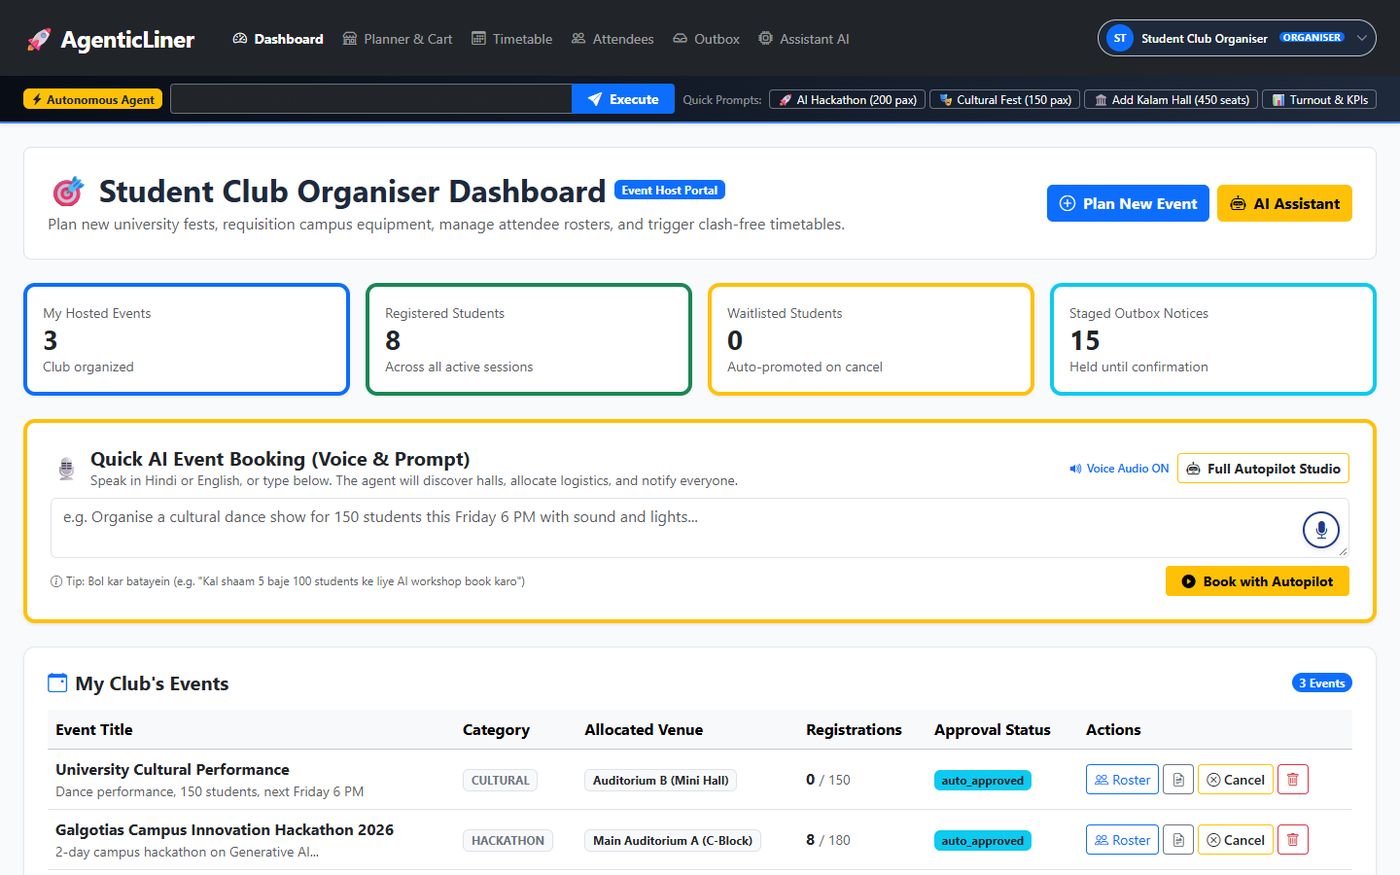 AgenticLiner
Dashboard
Planner & Cart
Timetable
Attendees
Outbox
Assistant AI
ST
Student Club Organiser
ORGANISER
Autonomous Agent
Execute
Quick Prompts:
AI Hackathon (200 pax)
Cultural Fest (150 pax)
Add Kalam Hall (450 seats)
Turnout & KPIs
Student Club Organiser Dashboard
Event Host Portal
Plan new university fests, requisition campus equipment, manage attendee rosters, and trigger clash-free timetables.
Plan New Event
AI Assistant
My Hosted Events
3
Club organized
Registered Students
8
Across all active sessions
Waitlisted Students
0
Auto-promoted on cancel
Staged Outbox Notices
15
Held until confirmation
Quick AI Event Booking (Voice & Prompt)
Speak in Hindi or English, or type below. The agent will discover halls, allocate logistics, and notify everyone.
Voice Audio ON
Full Autopilot Studio
e.g. Organise a cultural dance show for 150 students this Friday 6 PM with sound and lights...
Tip: Bol kar batayein (e.g. "Kal shaam 5 baje 100 students ke liye AI workshop book karo")
Book with Autopilot
My Club's Events
3 Events
Event Title Category Allocated Venue Registrations Approval Status Actions
University Cultural Performance
Dance performance, 150 students, next Friday 6 PM
CULTURAL
Auditorium B (Mini Hall)
0 / 150
auto_approved
Roster
Cancel
Galgotias Campus Innovation Hackathon 2026
2-day campus hackathon on Generative AI...
HACKATHON
Main Auditorium A (C-Block)
8 / 180
auto_approved
Roster
Cancel